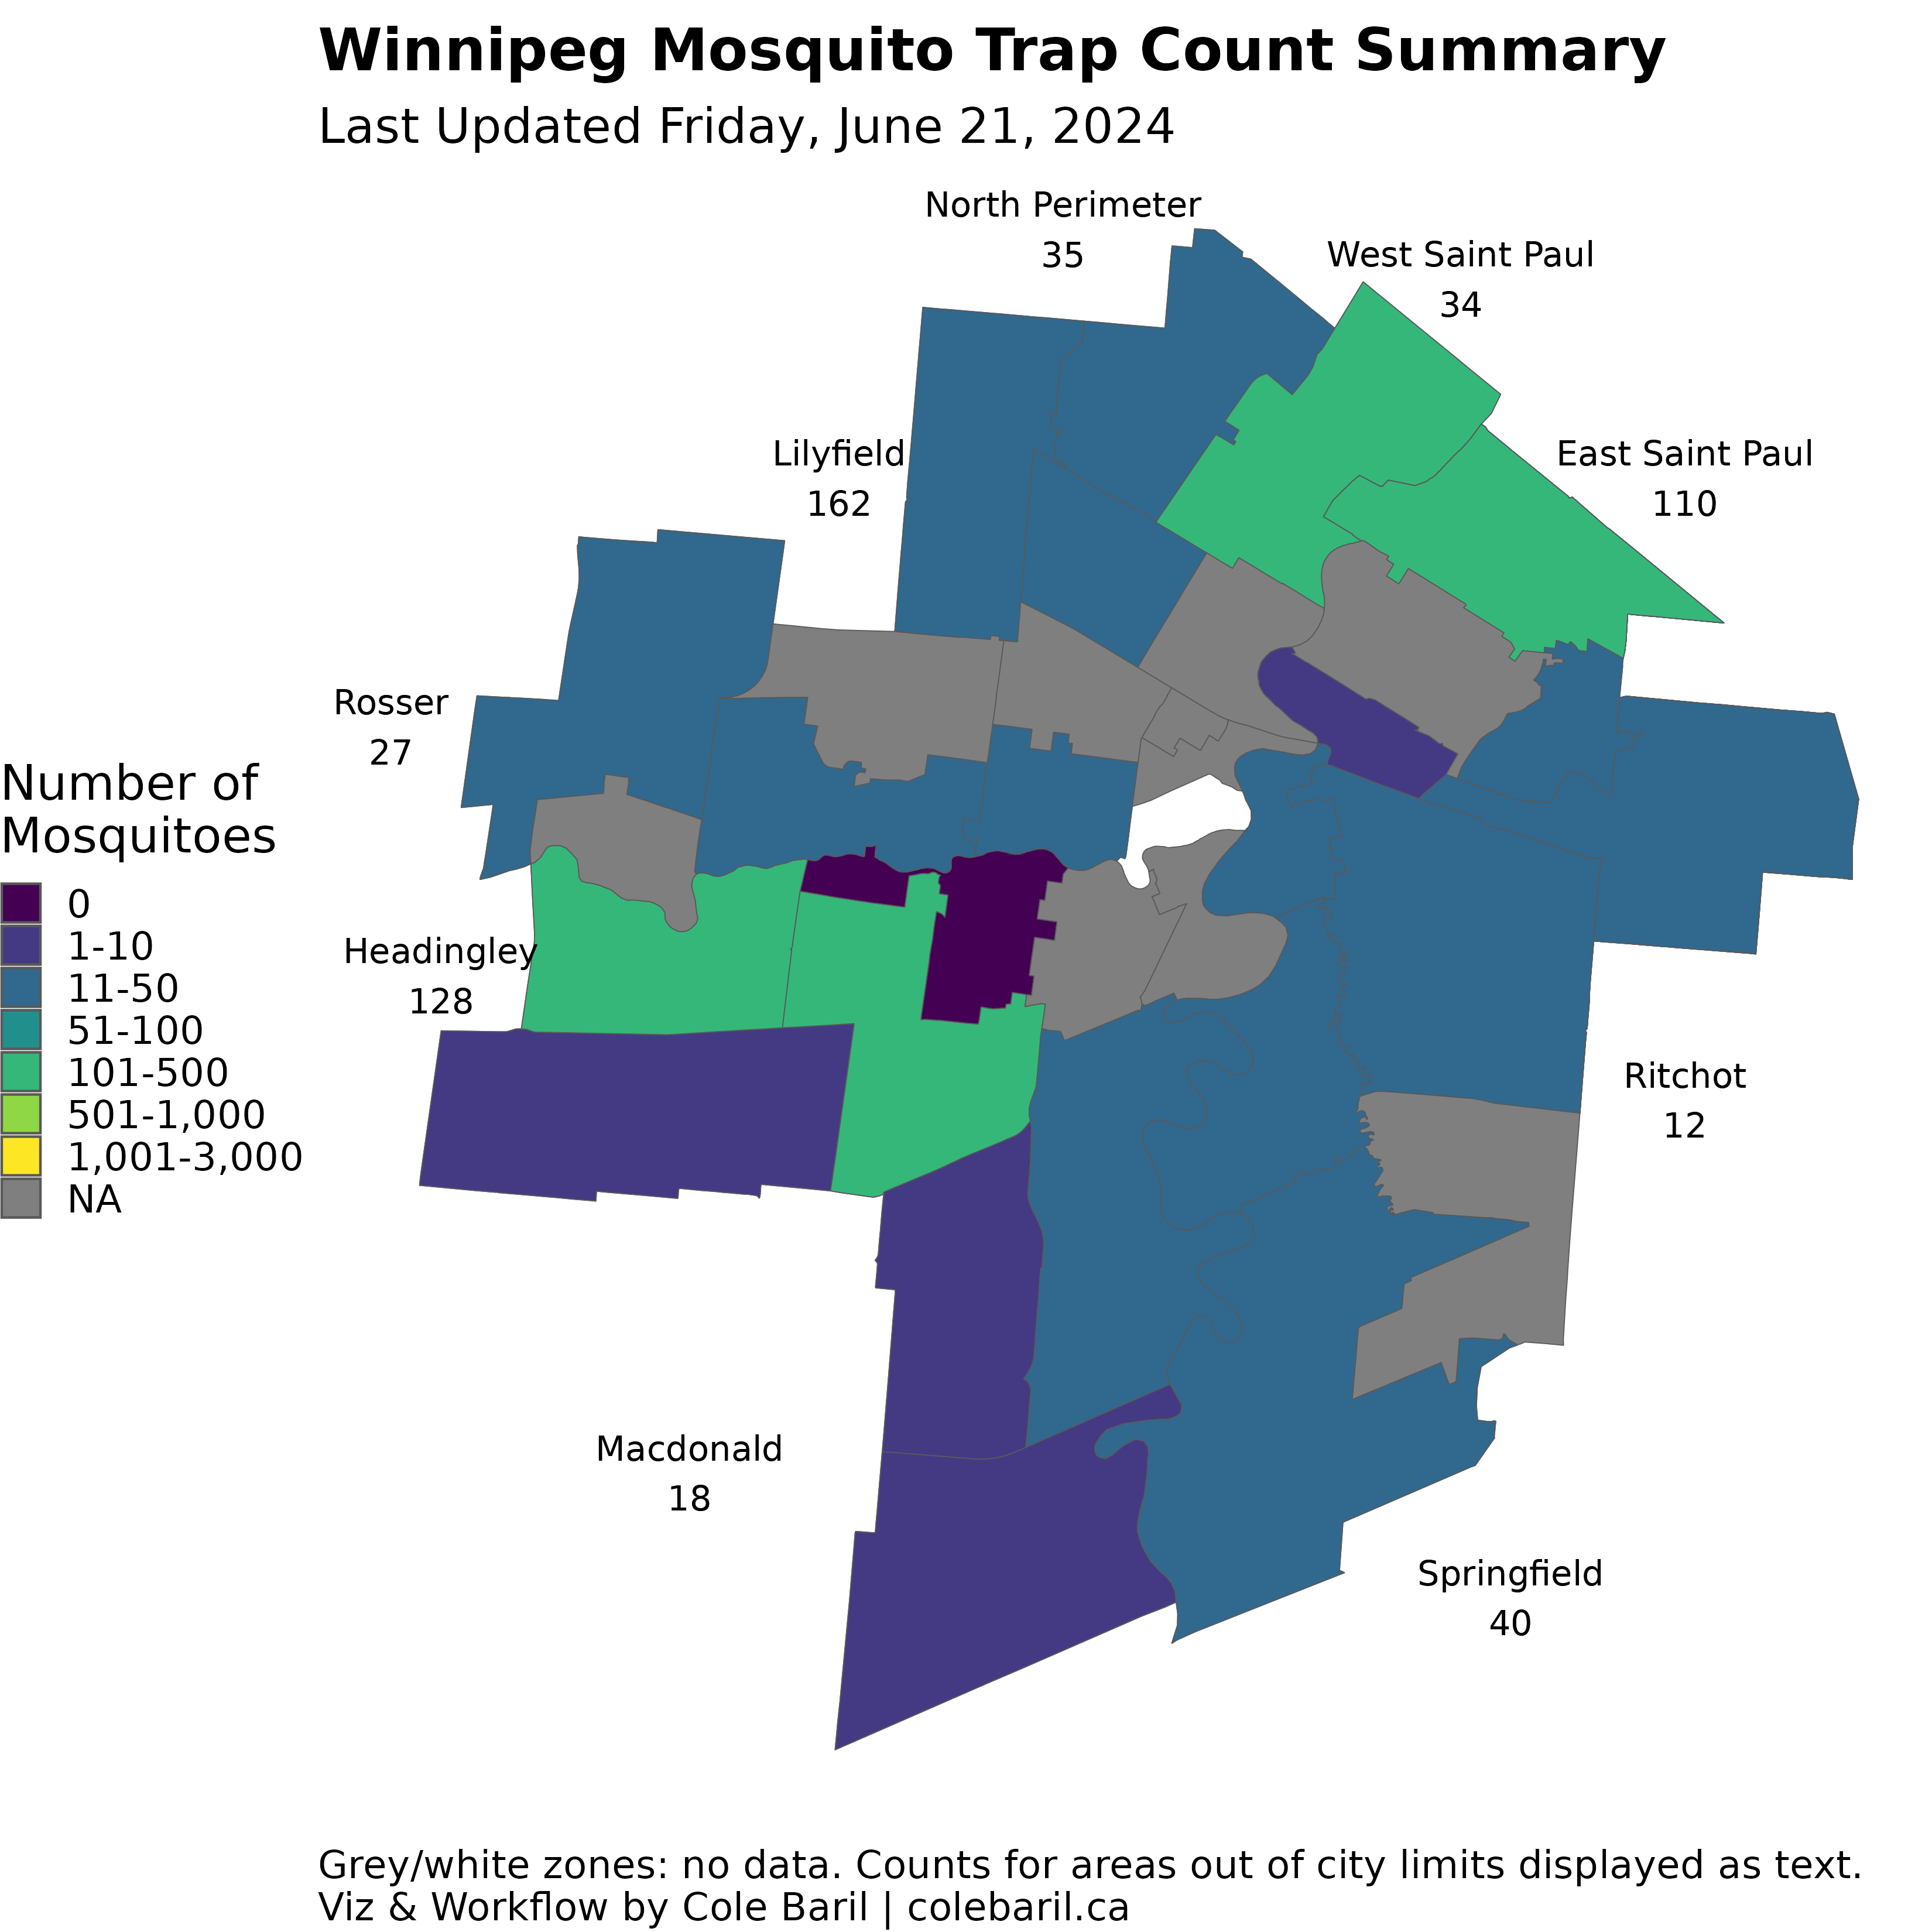 Winnipeg Mosquito Trap Count Summary
Last Updated Friday, June 21, 2024
North Perimeter
35
West Saint Paul
34
Lilyfield
162
East Saint Paul
110
Rosser
27
Number of
Mosquitoes
0
1-10
11-50
51-100
101-500
501-1,000
1,001-3,000
NA
Headingley
128
Ritchot
12
Macdonald
18
Springfield
40
Grey/white zones: no data. Counts for areas out of city limits displayed as text.
Viz & Workflow by Cole Baril | colebaril.ca